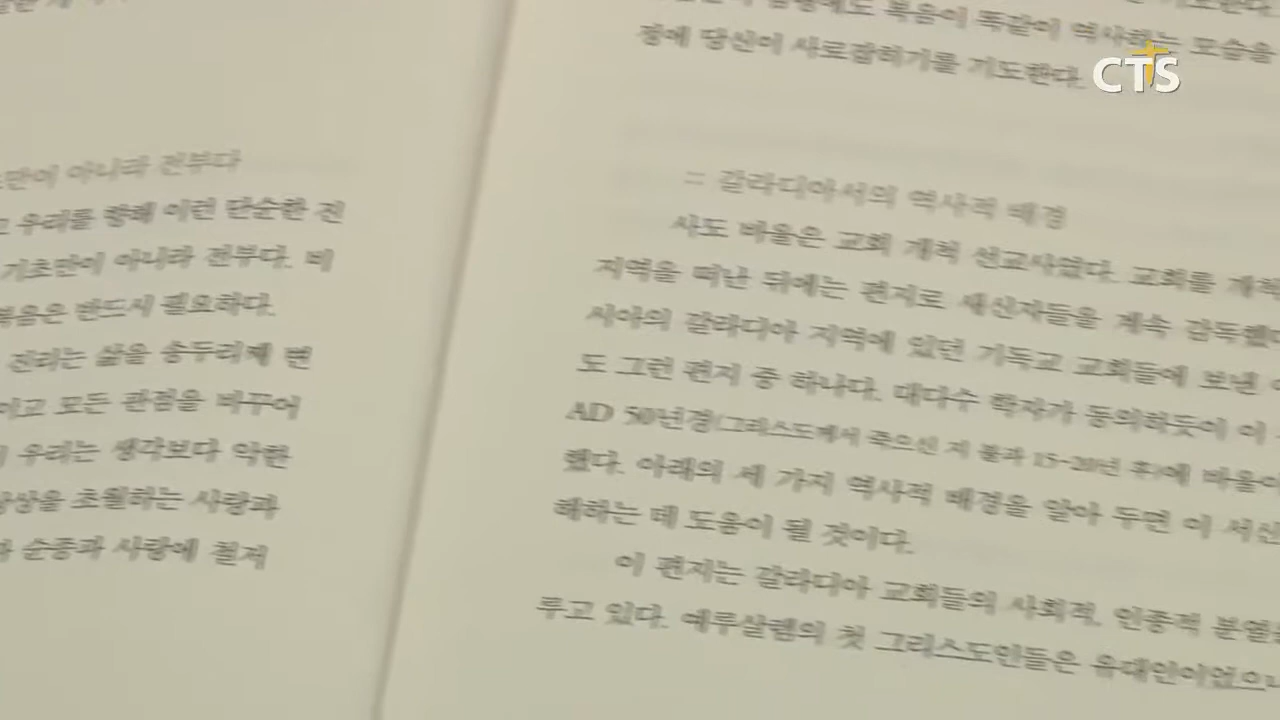 만이 아니라 전부다
우리를 향해 이런 단순한 진
기초만이 아니라 전부다. 비
복음은 반드시 필요하다.
진리는 삶을 송두리째 변
모든 관점을 바꾸어
우리는 생각보다 악한
상상을 초월하는 사랑과
순종과 사랑에 철저
복음이 똑같이 역사하는 모습을
정에 당신이 사로잡히기를 기도한다.
CTS
:: 갈라디아서의 역사적 배경
사도 바울은 교회 개척 선교사였다. 교회를 개척
지역을 떠난 뒤에는 편지로 새신자들을 계속 감독했다
시아의 갈라디아 지역에 있던 기독교 교회들에 보낸
도 그런 편지 중 하나다. 대다수 학자가 동의하듯이 이
AD 50년경(그리스도께서 죽으신 지 불과 15-20년 후)에 바울이
했다. 아래의 세 가지 역사적 배경을 알아 두면 이 서신
해하는 데 도움이 될 것이다.
이 편지는 갈라디아 교회들의 사회적, 인종적 분열을
루고 있다. 예루살렘의 첫 그리스도인들은 유대인이었으나